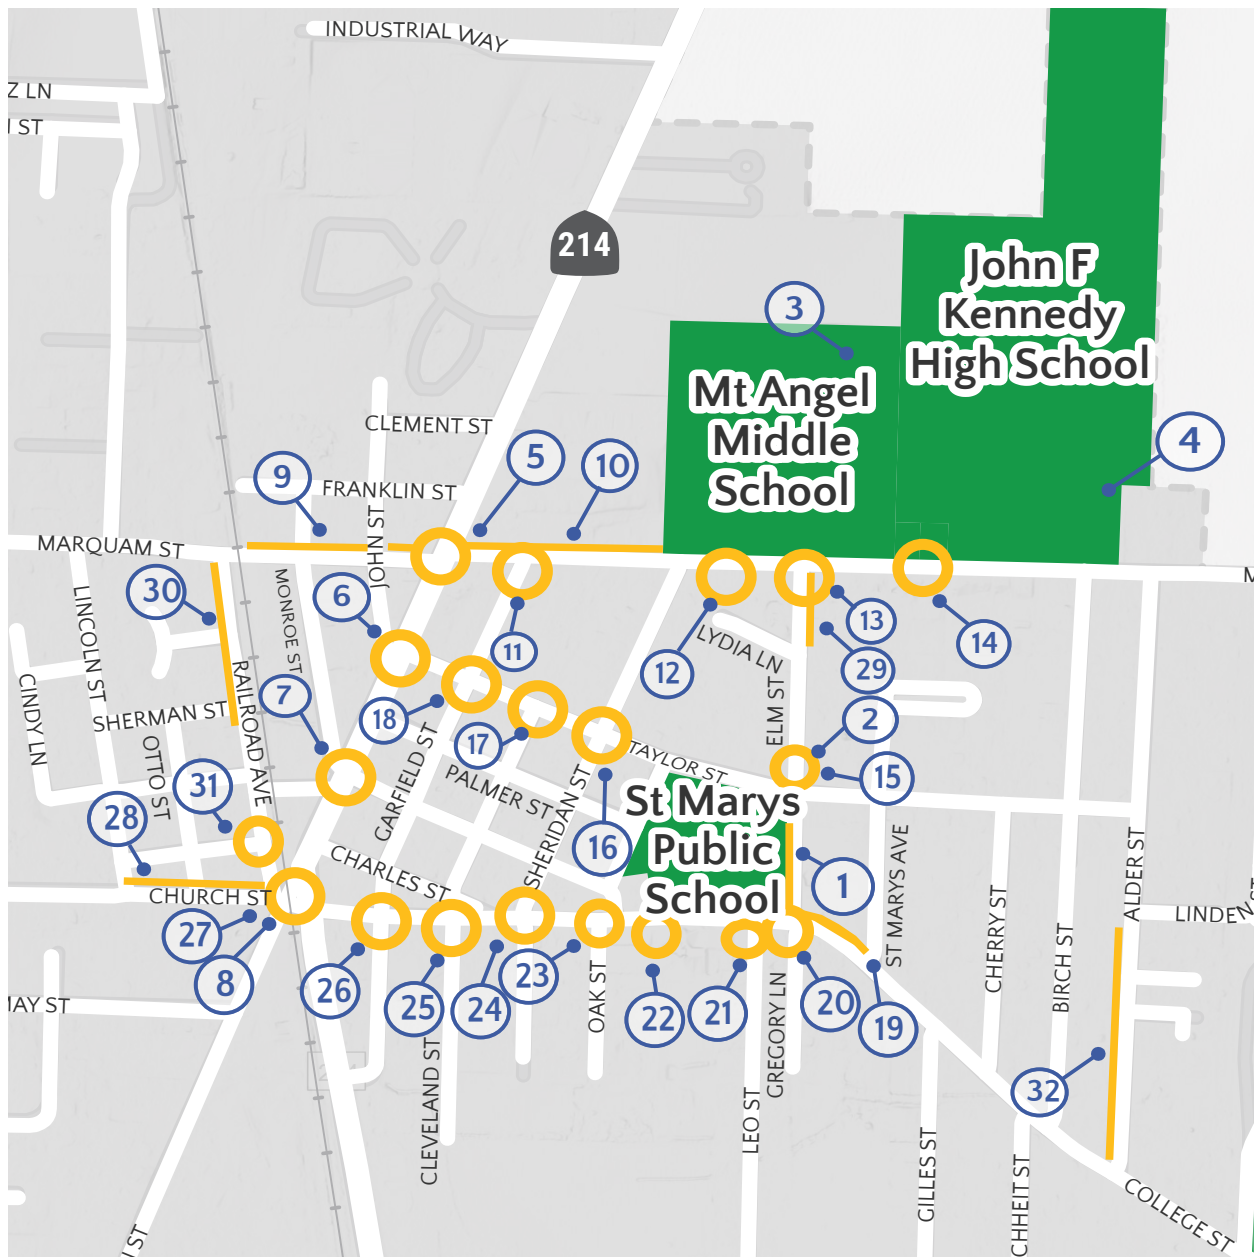 INDUSTRIAL WAY
Z LN
ST
214
John F
Kennedy
High School
3
Mt Angel
Middle
School
4
CLEMENT ST
5
10
9
FRANKLIN ST
JOHN ST
MARQUAM ST
M
30
6
MONROE ST
LINCOLN ST
13
14
11
12
29
LYDIA LN
CINDY LN
RAILROAD AVE
7
SHERMAN ST
18
17
ELM ST
2
OTTO ST
GARFIELD ST
TAYLOR ST
15
31
PALMER ST
SHERIDAN ST
28
16
St Marys
Public
School
1
CHARLES ST
CHURCH ST
ST MARYS AVE
ALDER ST
LINDEN ST
27
8
26
25
24
23
22
21
20
19
CHERRY ST
BIRCH ST
OAK ST
GREGORY LN
MAY ST
CLEVELAND ST
32
LEO ST
GILLES ST
CHHEIT ST
COLLEGE ST
ST